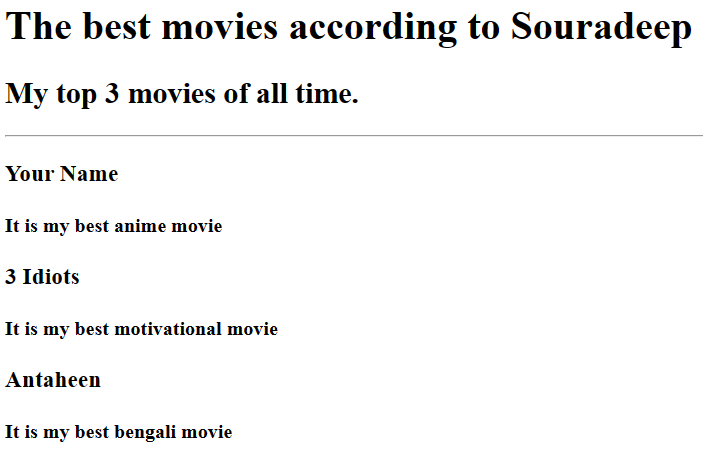 The best movies according to Souradeep
My top 3 movies of all time.
Your Name
It is my best anime movie
3 Idiots
It is my best motivational movie
Antaheen
It is my best bengali movie